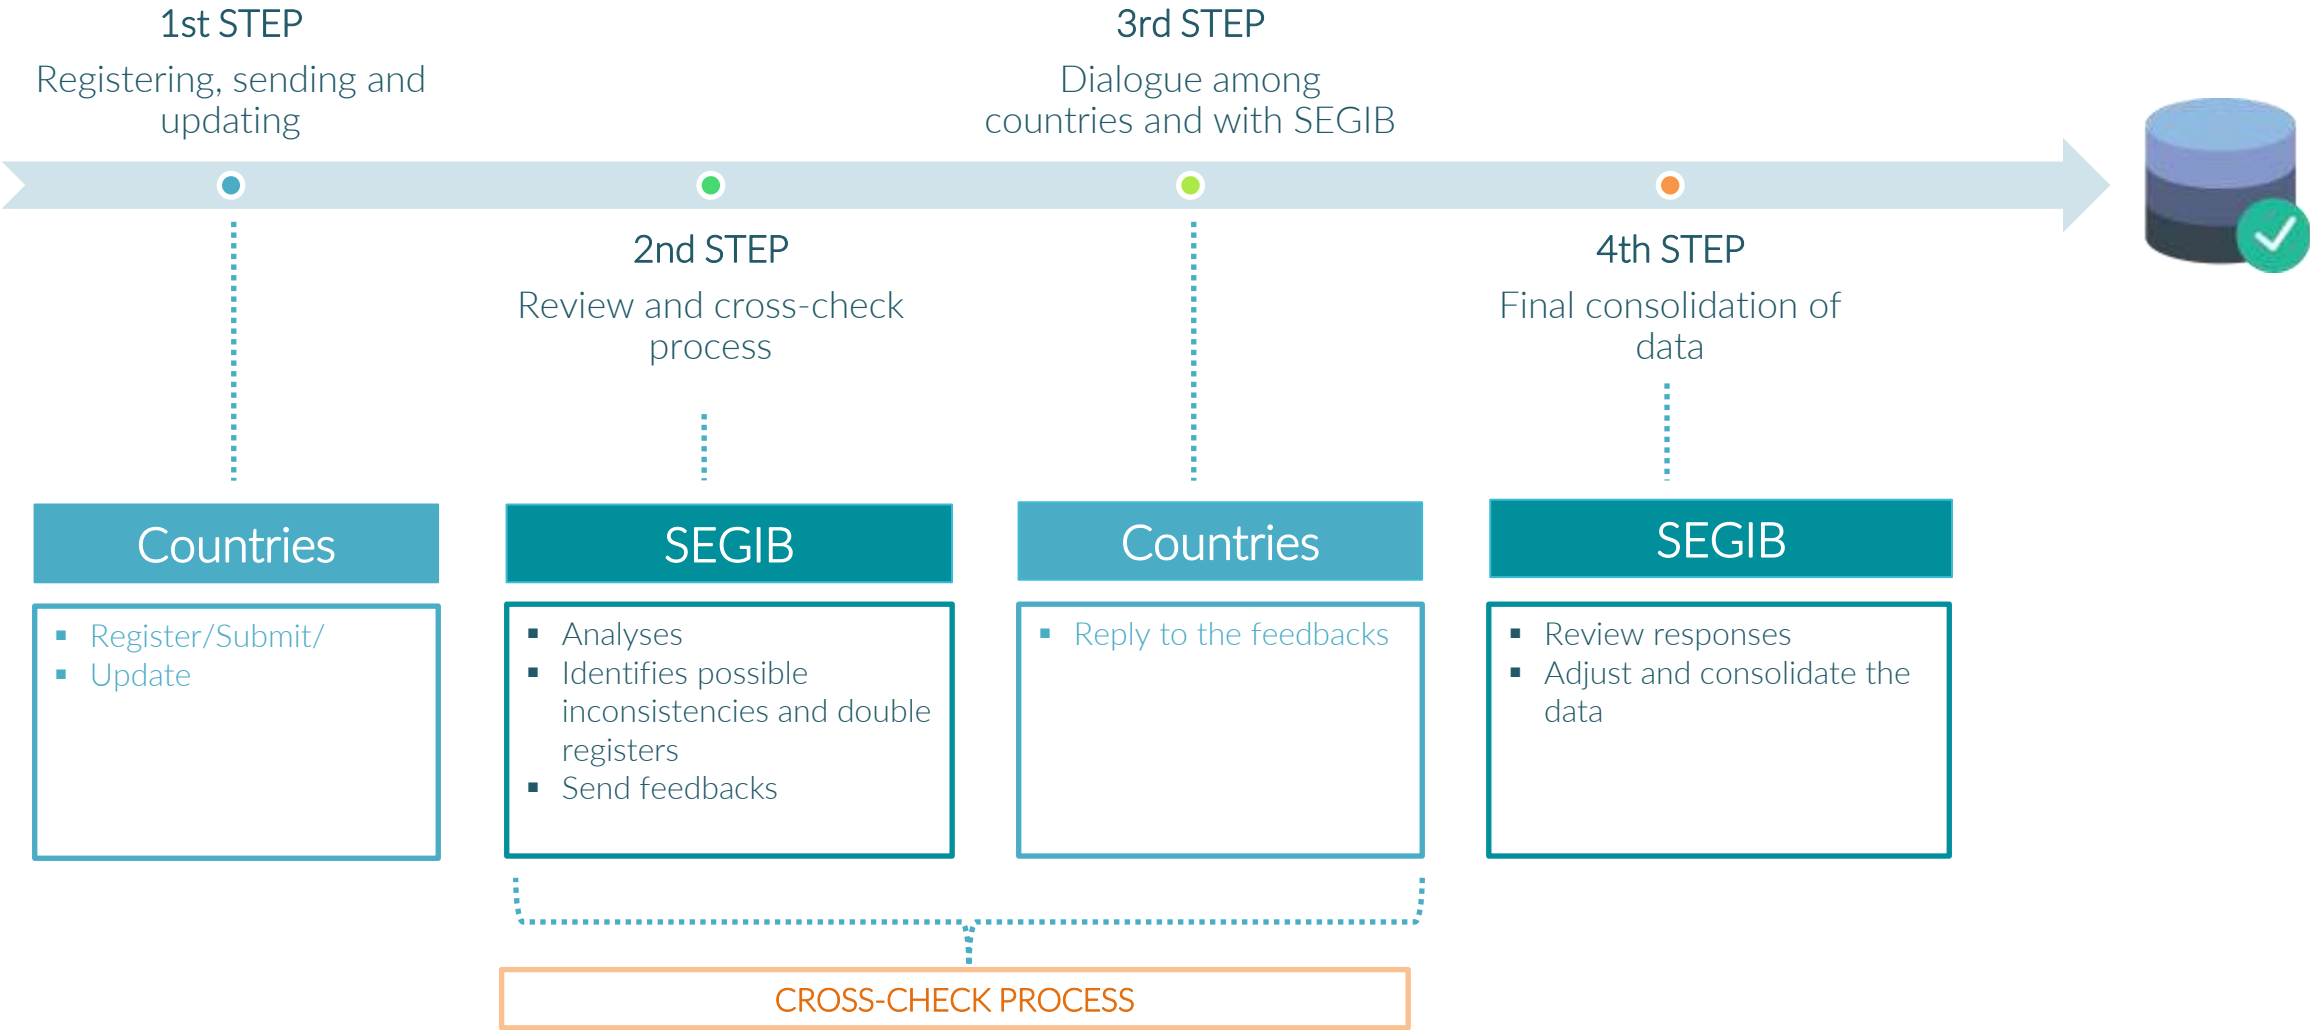 1st STEP
Registering, sending and
updating
2nd STEP
Review and cross-check
process
3rd STEP
Dialogue among
countries and with SEGIB
4th STEP
Final consolidation of
data
Countries
▪ Register/Submit/
▪ Update
SEGIB
▪ Analyses
▪ Identifies possible
inconsistencies and double
registers
▪ Send feedbacks
Countries
▪ Reply to the feedbacks
SEGIB
▪ Review responses
▪ Adjust and consolidate the
data
CROSS-CHECK PROCESS